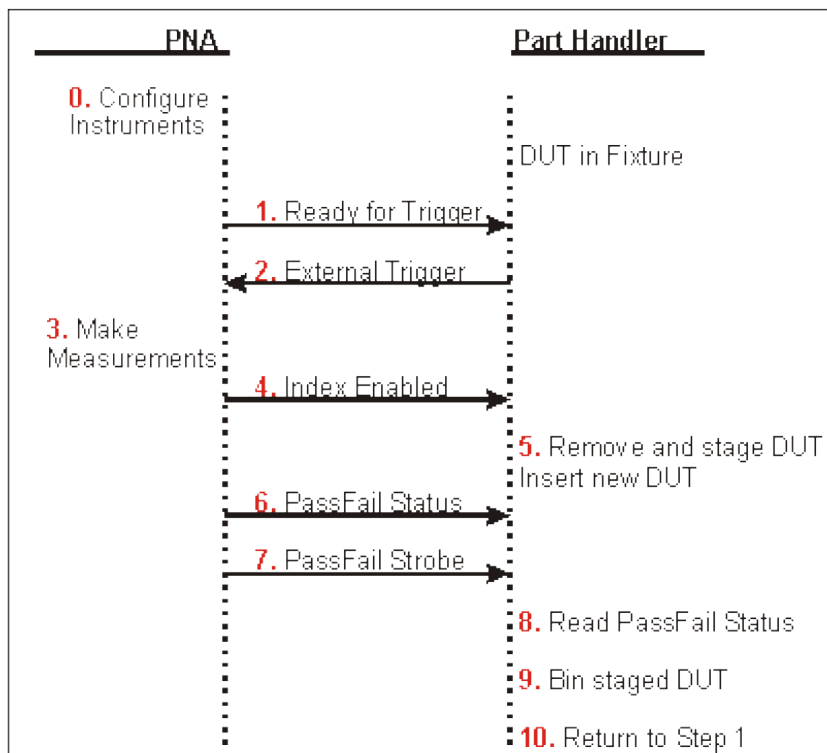 PNA
Part Handler
0. Configure
Instruments
DUT in Fixture
1. Ready for Trigger
2. External Trigger
3. Make
Measurements
4. Index Enabled
5. Remove and stage DUT
Insert new DUT
6. PassFail Status
7. PassFail Strobe
8. Read PassFail Status
9. Bin staged DUT
10. Return to Step 1